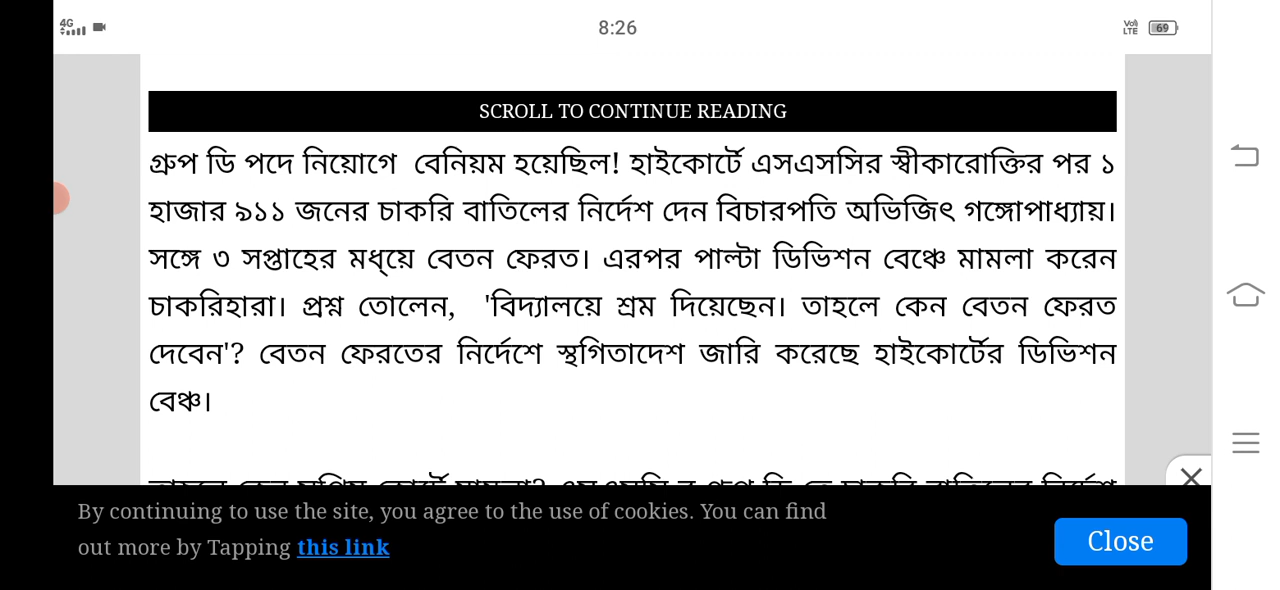 4G
8:26
Vo) LTE
69
SCROLL TO CONTINUE READING
গ্রুপ ডি পদে নিয়োগে বেনিয়ম হয়েছিল! হাইকোর্টে এসএসসির স্বীকারোক্তির পর ১
হাজার ৯১১ জনের চাকরি বাতিলের নির্দেশ দেন বিচারপতি অভিজিৎ গঙ্গোপাধ্যায়।
সঙ্গে ৩ সপ্তাহের মধ্য়ে বেতন ফেরত। এরপর পাল্টা ডিভিশন বেঞ্চে মামলা করেন
চাকরিহারা। প্রশ্ন তোলেন, 'বিদ্যালয়ে শ্রম দিয়েছেন। তাহলে কেন বেতন ফেরত
দেবেন'? বেতন ফেরতের নির্দেশে স্থগিতাদেশ জারি করেছে হাইকোর্টের ডিভিশন
বেঞ্চ।
By continuing to use the site, you agree to the use of cookies. You can find
out more by Tapping this link
Close